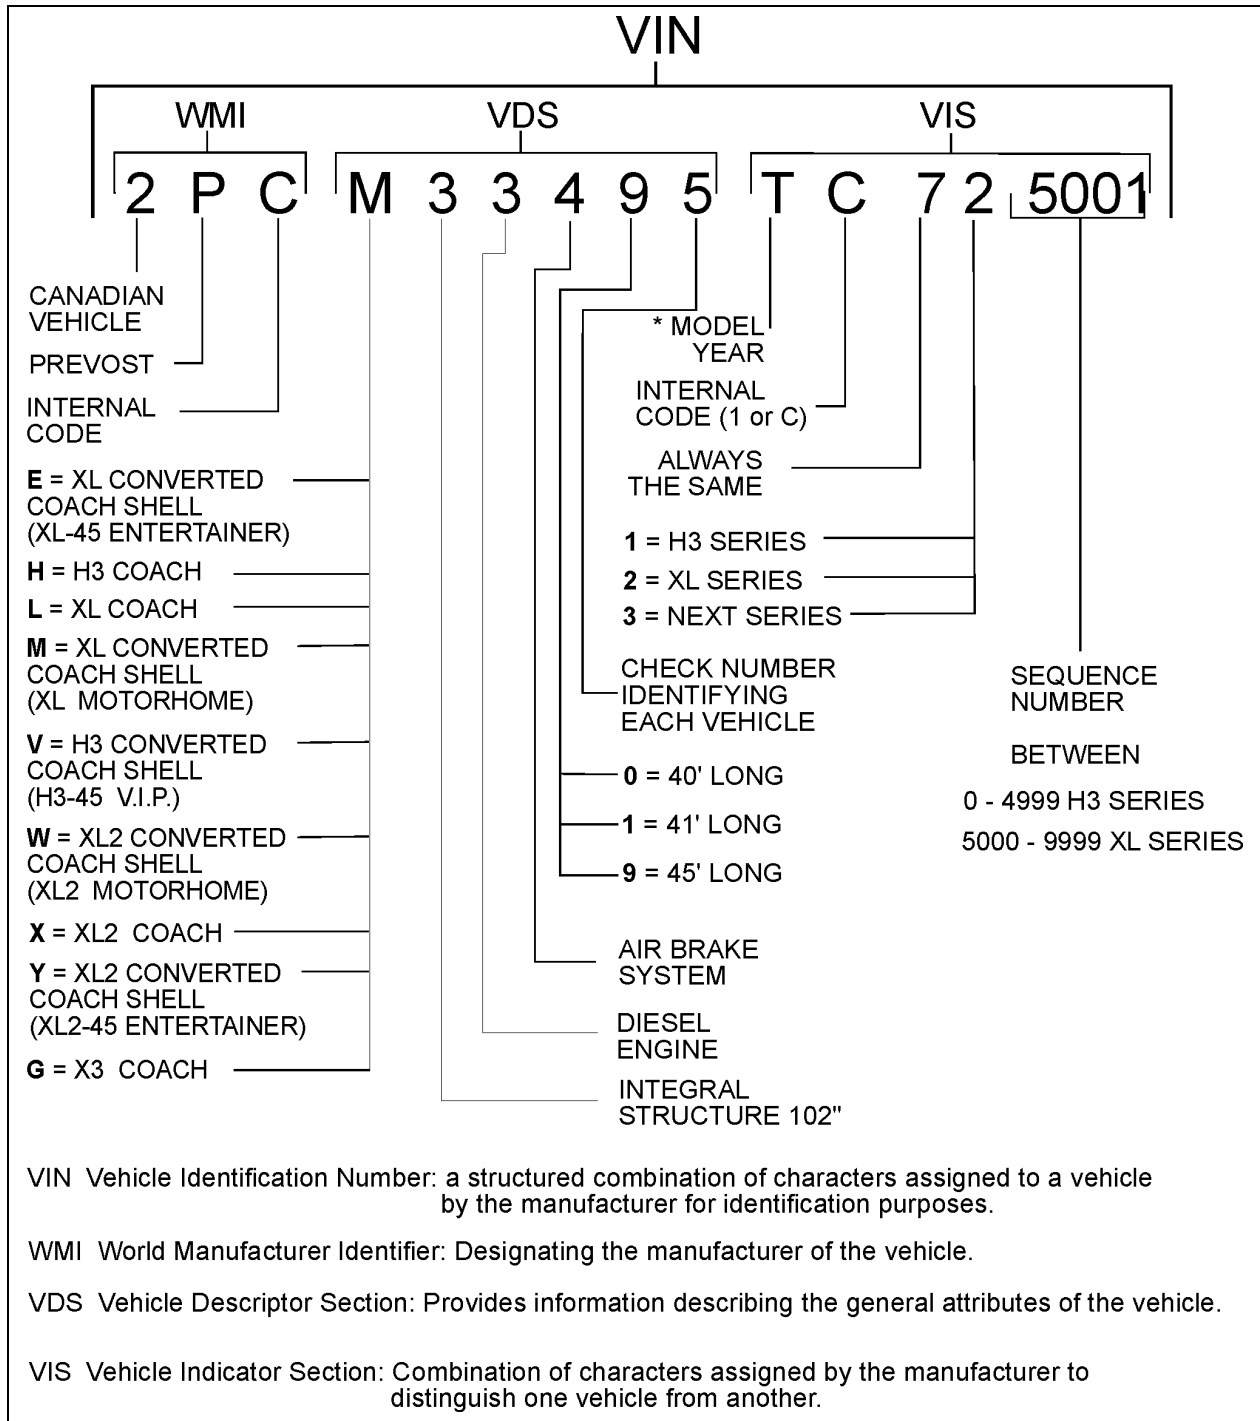 VIN
WMI VDS VIS
2 P C M 3 3 4 9 5 T C 7 2 5001
CANADIAN
VEHICLE
PREVOST
INTERNAL
CODE
E = XL CONVERTED
COACH SHELL
(XL-45 ENTERTAINER)
H = H3 COACH
L = XL COACH
M = XL CONVERTED
COACH SHELL
(XL MOTORHOME)
V = H3 CONVERTED
COACH SHELL
(H3-45 V.I.P.)
W = XL2 CONVERTED
COACH SHELL
(XL2 MOTORHOME)
X = XL2 COACH
Y = XL2 CONVERTED
COACH SHELL
(XL2-45 ENTERTAINER)
G = X3 COACH
* MODEL
YEAR
INTERNAL
CODE (1 or C)
ALWAYS
THE SAME
1 = H3 SERIES
2 = XL SERIES
3 = NEXT SERIES
CHECK NUMBER
IDENTIFYING
EACH VEHICLE
0 = 40' LONG
1 = 41' LONG
9 = 45' LONG
AIR BRAKE
SYSTEM
DIESEL
ENGINE
INTEGRAL
STRUCTURE 102"
SEQUENCE
NUMBER
BETWEEN
0 - 4999 H3 SERIES
5000 - 9999 XL SERIES
VIN Vehicle Identification Number: a structured combination of characters assigned to a vehicle
by the manufacturer for identification purposes.
WMI World Manufacturer Identifier: Designating the manufacturer of the vehicle.
VDS Vehicle Descriptor Section: Provides information describing the general attributes of the vehicle.
VIS Vehicle Indicator Section: Combination of characters assigned by the manufacturer to
distinguish one vehicle from another.